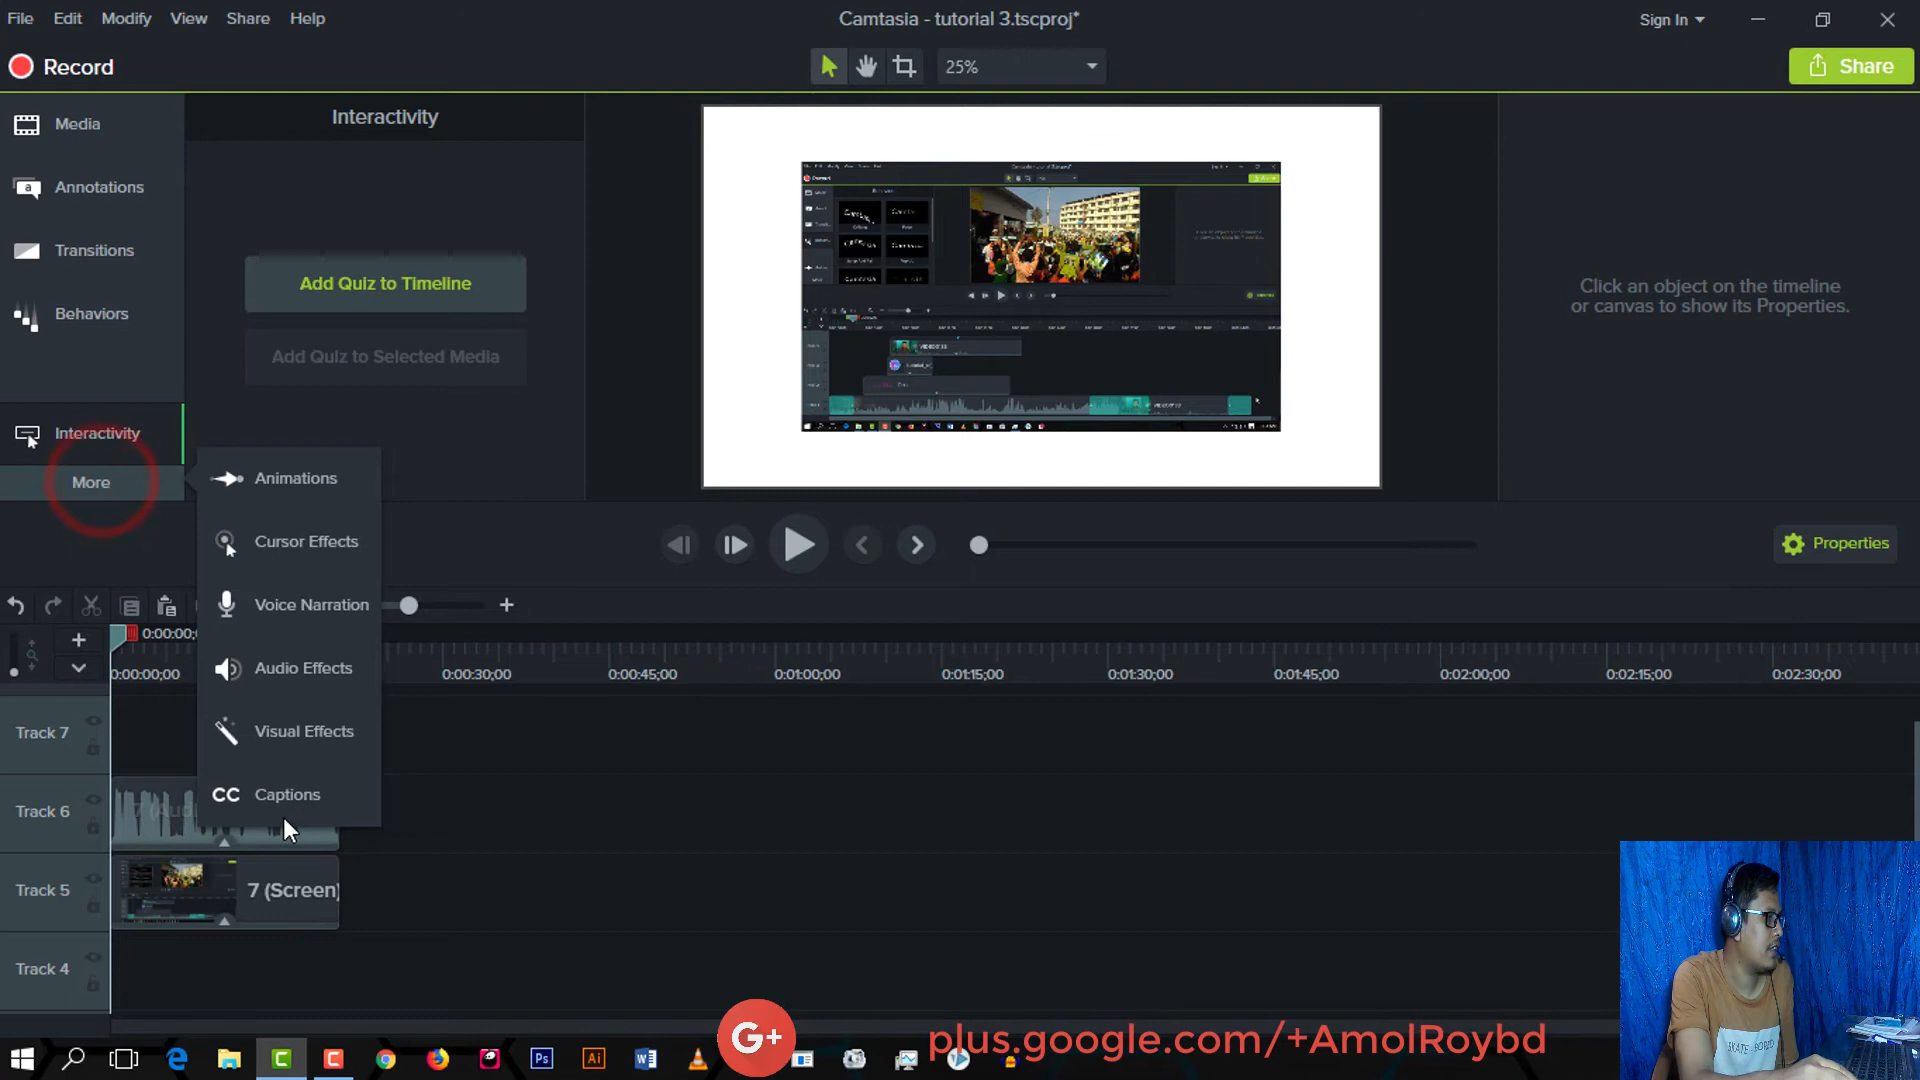 File Edit Modify View Share Help
Camtasia - tutorial 3.tscproj*
Sign In
Record
25%
Share
Media
Annotations
Transitions
Behaviors
Interactivity
More
Interactivity
Add Quiz to Timeline
Add Quiz to Selected Media
Click an object on the timeline
or canvas to show its Properties.
Animations
Cursor Effects
Voice Narration
Audio Effects
Visual Effects
CC Captions
Properties
0:00:00;
0:00:00;00 0:00:30;00 0:00:45;00 0:01:00;00 0:01:15;00 0:01:30;00 0:01:45;00 0:02:00;00 0:02:15;00 0:02:30;00
Track 7
Track 6
Track 5
7 (Screen)
Track 4
G+ plus.google.com/+AmolRoybd